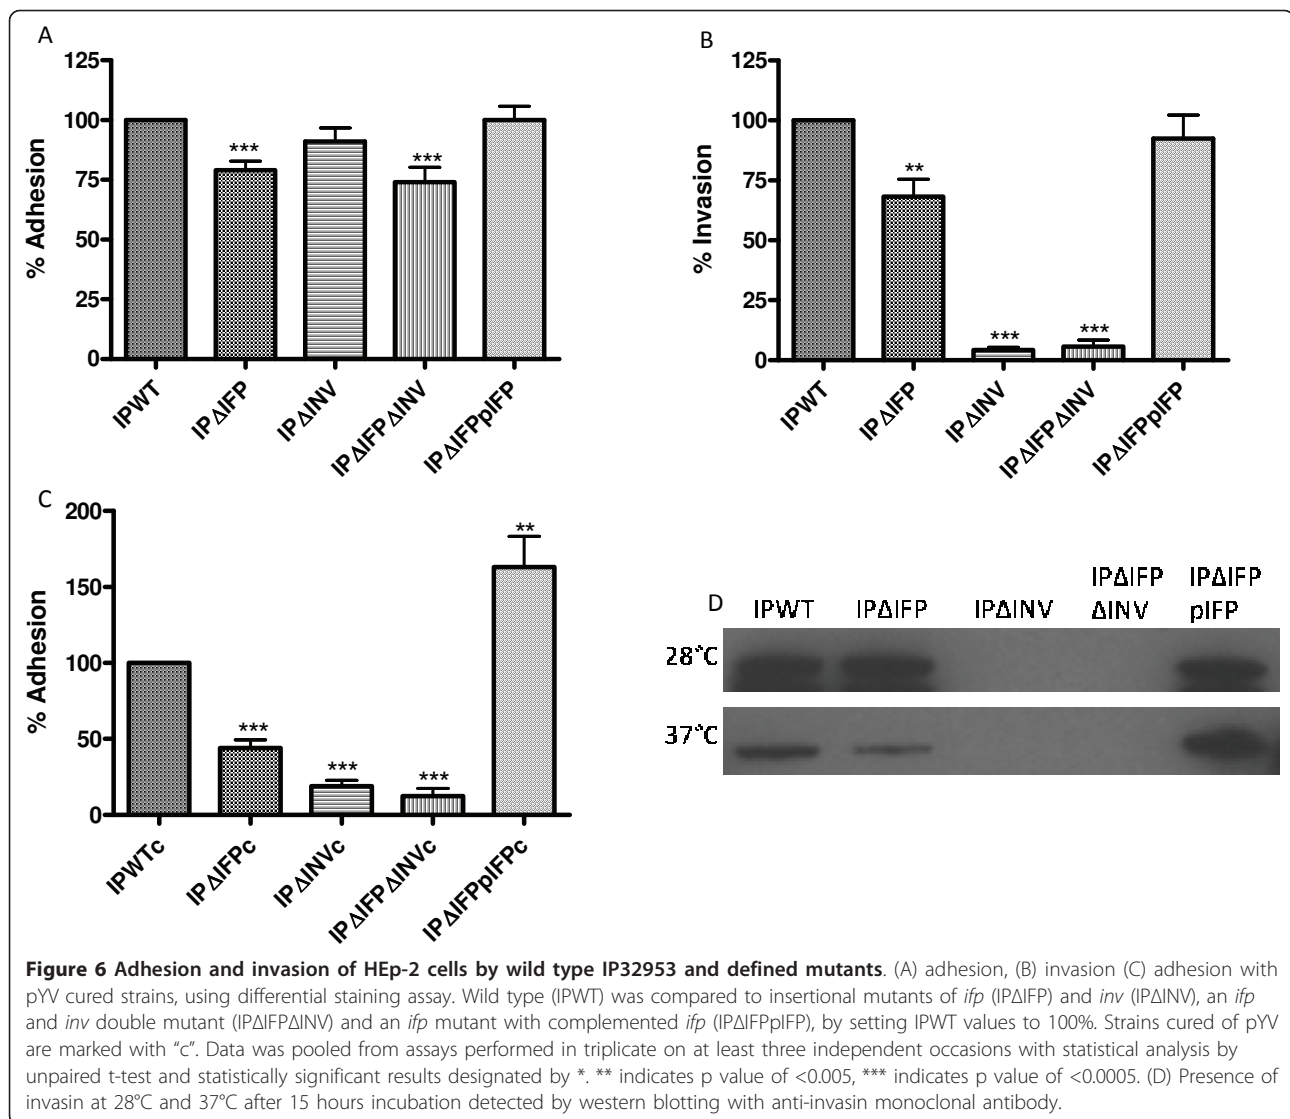 A
125
100
75
50
25
0
% Adhesion
***
***
IPWT
IPΔIFP
IPΔINV
IPΔIFPΔINV
IPΔIFPpIFP
B
125
100
75
50
25
0
% Invasion
**
***
***
IPWT
IPΔIFP
IPΔINV
IPΔIFPΔINV
IPΔIFPpIFP
C
200
150
100
50
0
% Adhesion
***
***
***
**
IPWTc
IPΔIFPc
IPΔINVc
IPΔIFPΔINVc
IPΔIFPpIFPc
D
IPWT
IPΔIFP
IPΔINV
IPΔIFP
ΔINV
IPΔIFP
pIFP
28°C
37°C
Figure 6 Adhesion and invasion of HEp-2 cells by wild type IP32953 and defined mutants. (A) adhesion, (B) invasion (C) adhesion with
pYV cured strains, using differential staining assay. Wild type (IPWT) was compared to insertional mutants of ifp (IPΔIFP) and inv (IPΔINV), an ifp
and inv double mutant (IPΔIFPΔINV) and an ifp mutant with complemented ifp (IPΔIFPpIFP), by setting IPWT values to 100%. Strains cured of pYV
are marked with “c”. Data was pooled from assays performed in triplicate on at least three independent occasions with statistical analysis by
unpaired t-test and statistically significant results designated by *. ** indicates p value of <0.005, *** indicates p value of <0.0005. (D) Presence of
invasin at 28°C and 37°C after 15 hours incubation detected by western blotting with anti-invasin monoclonal antibody.